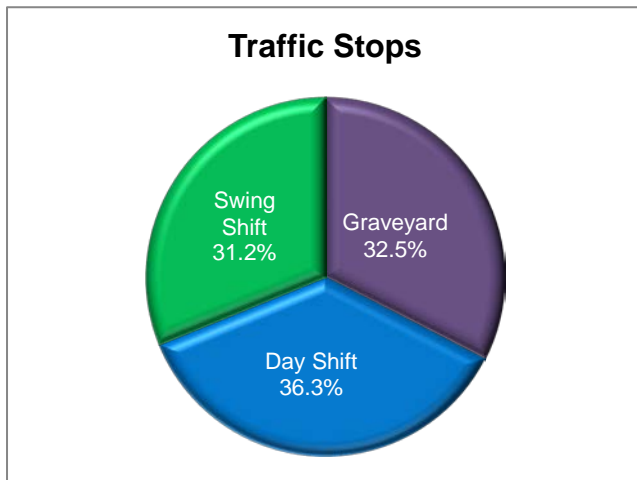 Traffic Stops
Swing
Shift
31.2%
Graveyard
32.5%
Day Shift
36.3%